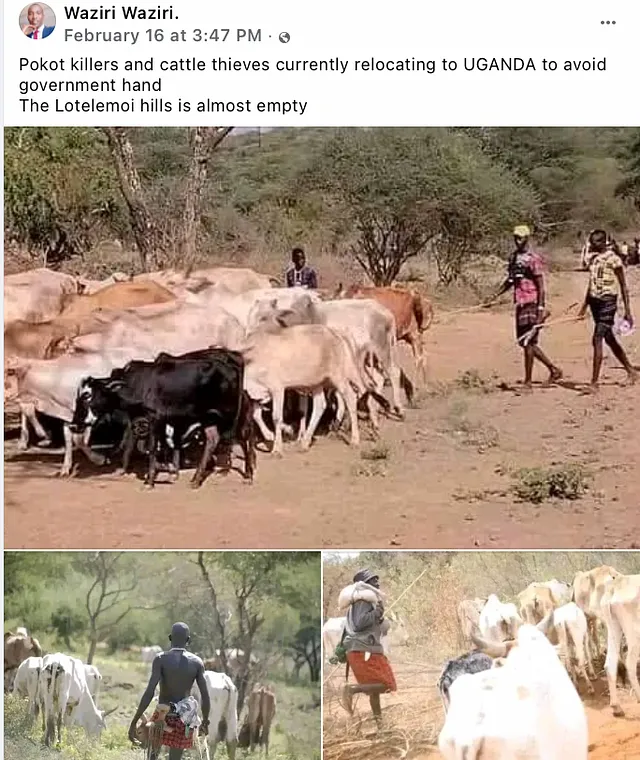 Waziri Waziri.
February 16 at 3:47 PM ·
Pokot killers and cattle thieves currently relocating to UGANDA to avoid
government hand
The Lotelemoi hills is almost empty